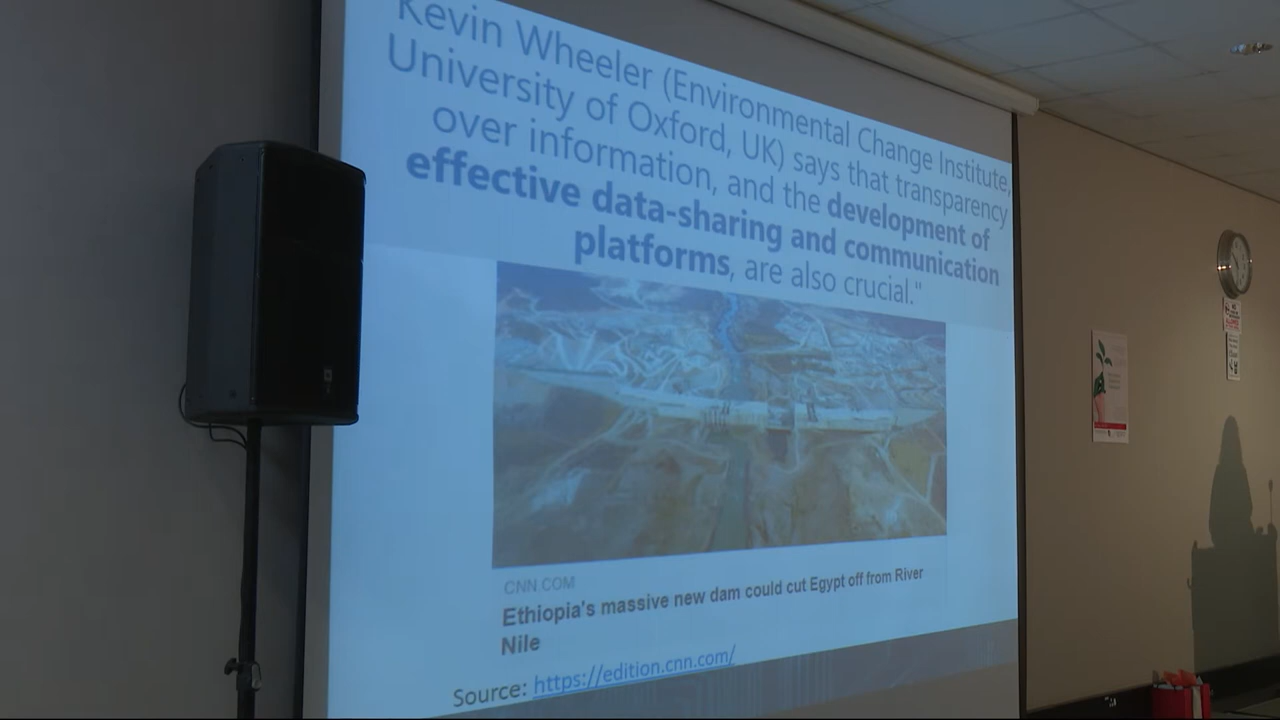 Kevin Wheeler (Environmental Change Institute,
University of Oxford, UK) says that transparency
over information, and the development of
effective data-sharing and communication
platforms, are also crucial."
CNN.COM
Ethiopia's massive new dam could cut Egypt off from River
Nile
Source: https://edition.cnn.com/